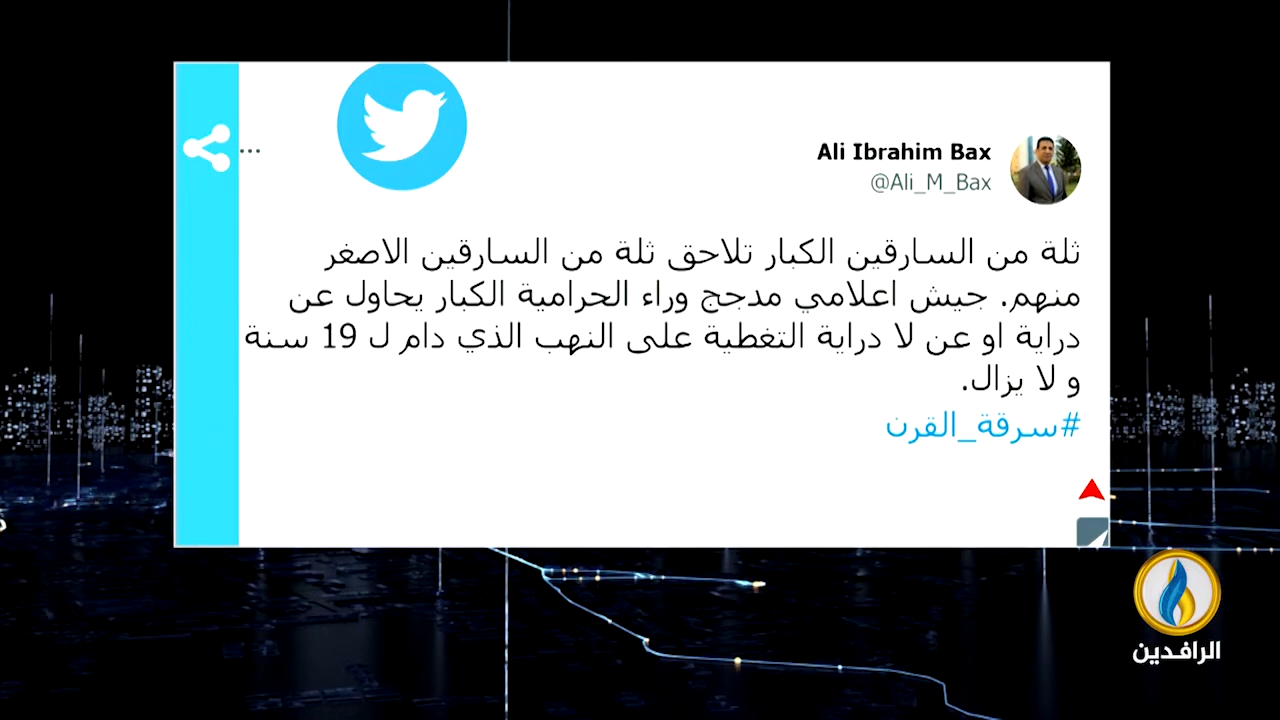 Ali Ibrahim Bax
@Ali_M_Bax
ثلة من السارقين الكبار تلاحق ثلة من السارقين الاصغر
منهم. جيش اعلامي مدجج وراء الحرامية الكبار يحاول عن
دراية او عن لا دراية التغطية على النهب الذي دام ل 19 سنة
و لا يزال.
#سرقة_القرن
الرافدين